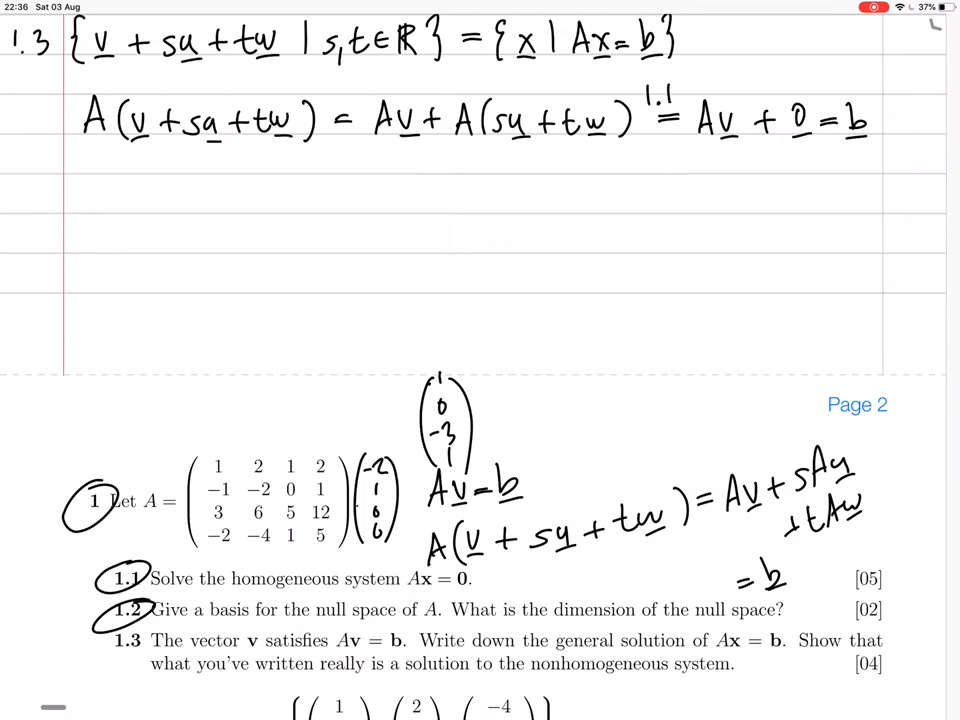 22:36 Sat 03 Aug 37%
1.3 {v + su + tw | s,t∈ℝ} = {x | Ax = b}
A(v + su + tw) = Av + A(su + tw) 1.1= Av + 0 = b
Page 2
1
0
-3
1
1 Let A = ( 1 2 1 2 ) ( -2 )
-1 -2 0 1 1
3 6 5 12 0
-2 -4 1 5 0
Av = b
A(v + su + tw) = Av + sAu
+ tAw
= b
1.1 Solve the homogeneous system Ax = 0. [05]
1.2 Give a basis for the null space of A. What is the dimension of the null space? [02]
1.3 The vector v satisfies Av = b. Write down the general solution of Ax = b. Show that
what you've written really is a solution to the nonhomogeneous system. [04]
1 2 -4